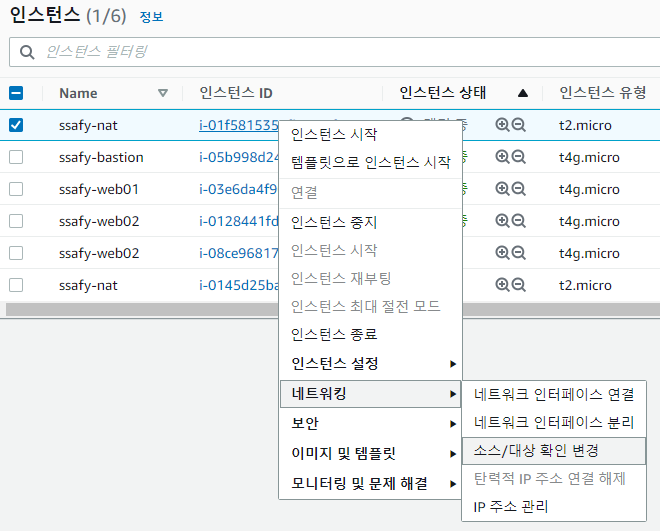 인스턴스 (1/6) 정보
인스턴스 필터링
Name 인스턴스 ID 인스턴스 상태 인스턴스 유형
ssafy-nat i-01f581535 t2.micro
ssafy-bastion i-05b998d24 t4g.micro
ssafy-web01 i-03e6da4f9 t4g.micro
ssafy-web02 i-0128441fd t4g.micro
ssafy-web02 i-08ce96817 t4g.micro
ssafy-nat i-0145d25ba t2.micro
인스턴스 시작
템플릿으로 인스턴스 시작
연결
인스턴스 중지
인스턴스 시작
인스턴스 재부팅
인스턴스 최대 절전 모드
인스턴스 종료
인스턴스 설정
네트워킹
보안
이미지 및 템플릿
모니터링 및 문제 해결
네트워크 인터페이스 연결
네트워크 인터페이스 분리
소스/대상 확인 변경
탄력적 IP 주소 연결 해제
IP 주소 관리